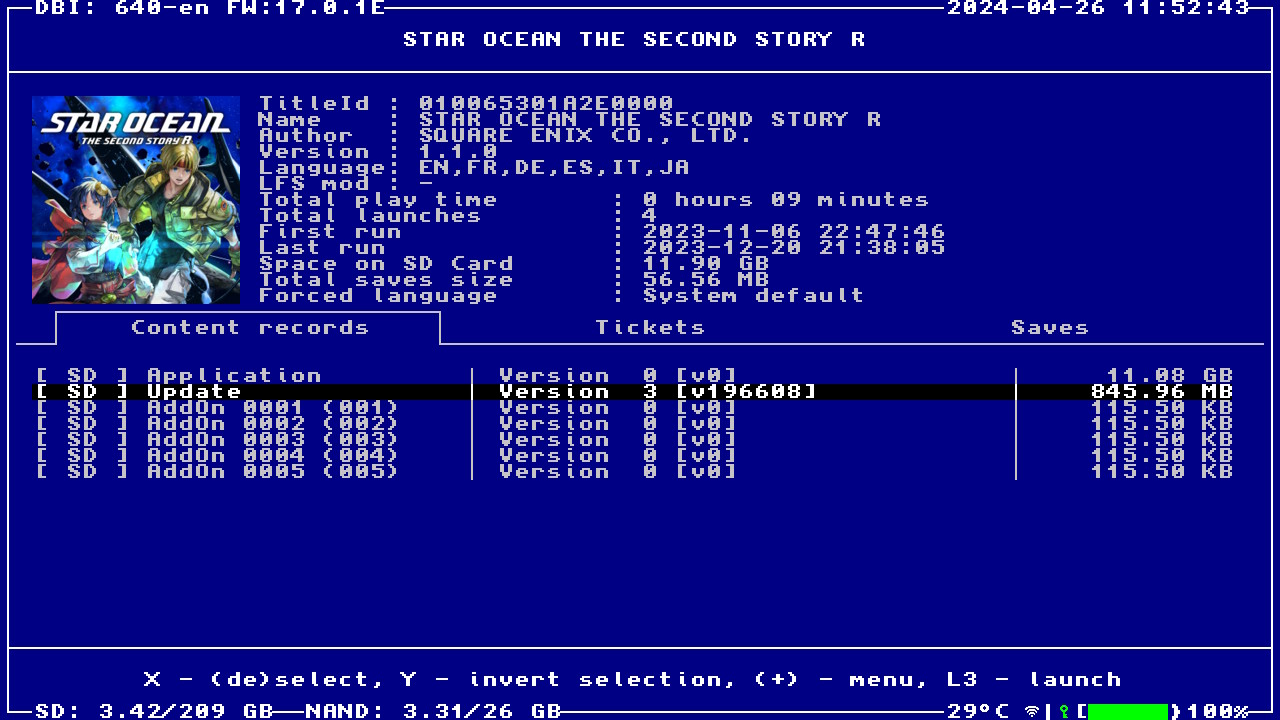 DBI: 640-en FW:17.0.1E 2024-04-26 11:52:43
STAR OCEAN THE SECOND STORY R
STAR OCEAN
THE SECOND STORY R
TitleId : 010065301A2E0000
Name : STAR OCEAN THE SECOND STORY R
Author : SQUARE ENIX CO., LTD.
Version : 1.1.0
Language: EN,FR,DE,ES,IT,JA
LFS mod : -
Total play time : 0 hours 09 minutes
Total launches : 4
First run : 2023-11-06 22:47:46
Last run : 2023-12-20 21:38:05
Space on SD Card : 11.90 GB
Total saves size : 56.56 MB
Forced language : System default
Content records Tickets Saves
[ SD ] Application | Version 0 [v0] | 11.08 GB
[ SD ] Update | Version 3 [v196608] | 845.96 MB
[ SD ] AddOn 0001 (001) | Version 0 [v0] | 115.50 KB
[ SD ] AddOn 0002 (002) | Version 0 [v0] | 115.50 KB
[ SD ] AddOn 0003 (003) | Version 0 [v0] | 115.50 KB
[ SD ] AddOn 0004 (004) | Version 0 [v0] | 115.50 KB
[ SD ] AddOn 0005 (005) | Version 0 [v0] | 115.50 KB
X - (de)select, Y - invert selection, (+) - menu, L3 - launch
SD: 3.42/209 GB NAND: 3.31/26 GB 29°C | [ } 100%